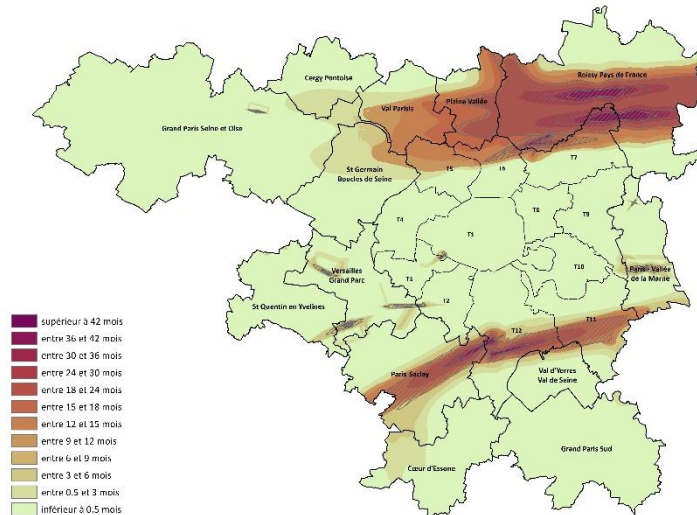 Cergy Pontoise
Roissy Pays de France
Val Parisis
Plaine Vallée
Grand Paris Seine et Oise
St Germain
Boucles de Seine
T5
T6
T7
T4
T8
T9
T1
Versailles
Grand Parc
T3
T2
T10
Paris - Vallée
de la Marne
St Quentin en Yvelines
T12
T11
Paris Saclay
Val d'Yerres
Val de Seine
Cœur d'Essone
Grand Paris Sud
supérieur à 42 mois
entre 36 et 42 mois
entre 30 et 36 mois
entre 24 et 30 mois
entre 18 et 24 mois
entre 15 et 18 mois
entre 12 et 15 mois
entre 9 et 12 mois
entre 6 et 9 mois
entre 3 et 6 mois
entre 0.5 et 3 mois
inférieur à 0.5 mois